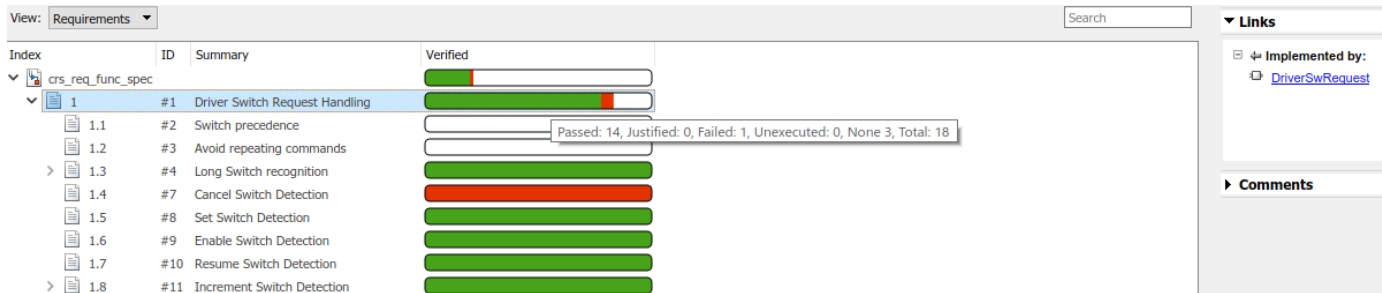 View: Requirements
Search
Links
Index ID Summary Verified
Implemented by:
crs_req_func_spec
DriverSwRequest
1 #1 Driver Switch Request Handling
1.1 #2 Switch precedence
Passed: 14, Justified: 0, Failed: 1, Unexecuted: 0, None 3, Total: 18
1.2 #3 Avoid repeating commands
1.3 #4 Long Switch recognition
Comments
1.4 #7 Cancel Switch Detection
1.5 #8 Set Switch Detection
1.6 #9 Enable Switch Detection
1.7 #10 Resume Switch Detection
1.8 #11 Increment Switch Detection